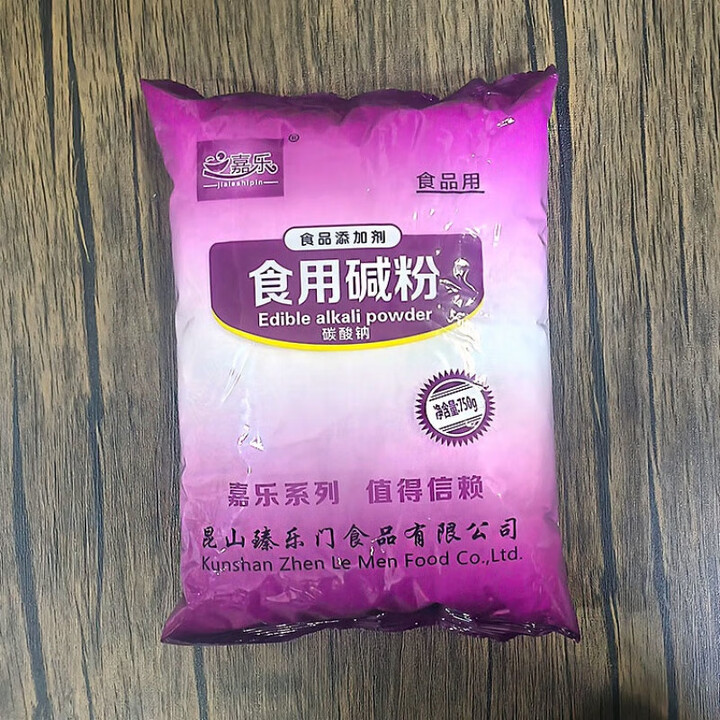 嘉乐®
jialeshipin
食品用
食品添加剂
食用碱粉
Edible alkali powder
碳酸钠
净含量:750g
嘉乐系列 值得信赖
昆山臻乐门食品有限公司
Kunshan Zhen Le Men Food Co.,Ltd.